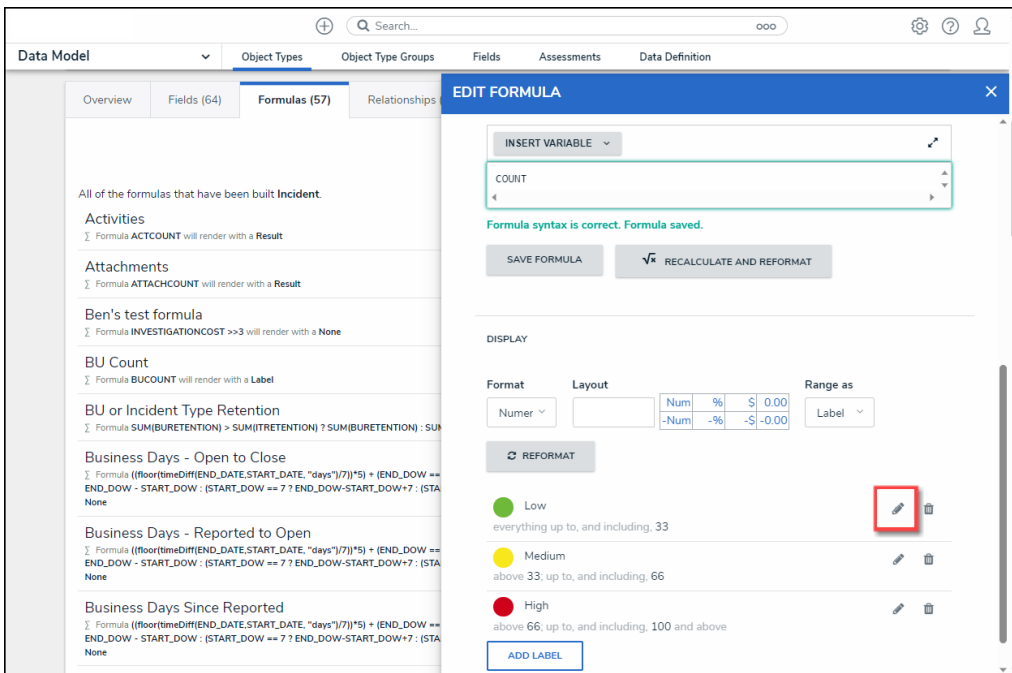 Search...
ooo
Data Model
Object Types
Object Type Groups
Fields
Assessments
Data Definition
Overview
Fields (64)
Formulas (57)
Relationships
All of the formulas that have been built Incident.
Activities
∑ Formula ACTCOUNT will render with a Result
Attachments
∑ Formula ATTACHCOUNT will render with a Result
Ben's test formula
∑ Formula INVESTIGATIONCOST >>3 will render with a None
BU Count
∑ Formula BUCOUNT will render with a Label
BU or Incident Type Retention
∑ Formula SUM(BURETENTION) > SUM(ITRETENTION) ? SUM(BURETENTION) : SUM
Business Days - Open to Close
∑ Formula ((floor(timeDiff(END_DATE,START_DATE, "days")/7))*5) + (END_DOW ==
END_DOW - START_DOW : (START_DOW == 7 ? END_DOW-START_DOW+7 : (STA
None
Business Days - Reported to Open
∑ Formula ((floor(timeDiff(END_DATE,START_DATE, "days")/7))*5) + (END_DOW ==
END_DOW - START_DOW : (START_DOW == 7 ? END_DOW-START_DOW+7 : (STA
None
Business Days Since Reported
∑ Formula ((floor(timeDiff(END_DATE,START_DATE, "days")/7))*5) + (END_DOW ==
END_DOW - START_DOW : (START_DOW == 7 ? END_DOW-START_DOW+7 : (STA
None
EDIT FORMULA
INSERT VARIABLE
COUNT
Formula syntax is correct. Formula saved.
SAVE FORMULA
√x RECALCULATE AND REFORMAT
DISPLAY
Format
Layout
Range as
Numer
Num % $ 0.00
-Num -% -$ -0.00
Label
REFORMAT
Low
everything up to, and including, 33
Medium
above 33; up to, and including, 66
High
above 66; up to, and including, 100 and above
ADD LABEL